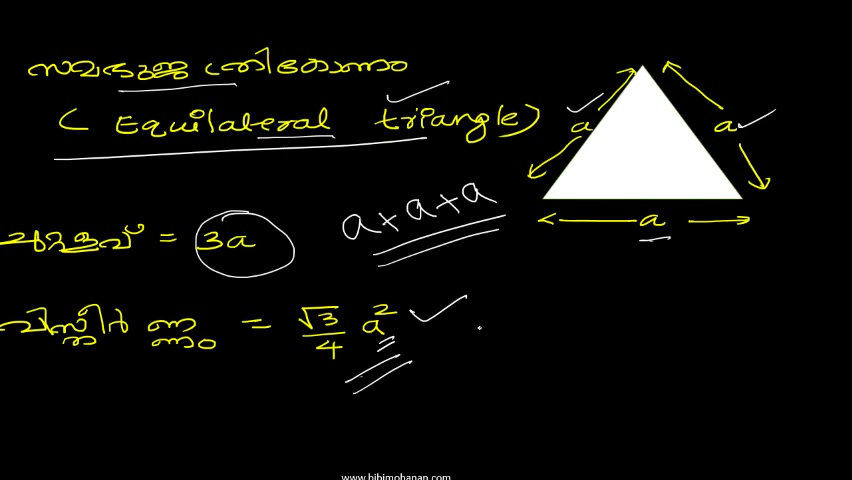 സമഭുജ ത്രികോണം
( Equilateral triangle)
a a
a
ചുറ്റളവ് = 3a a+a+a
വിസ്തീർണ്ണം = √3/4 a²
www.bibimohanan.com